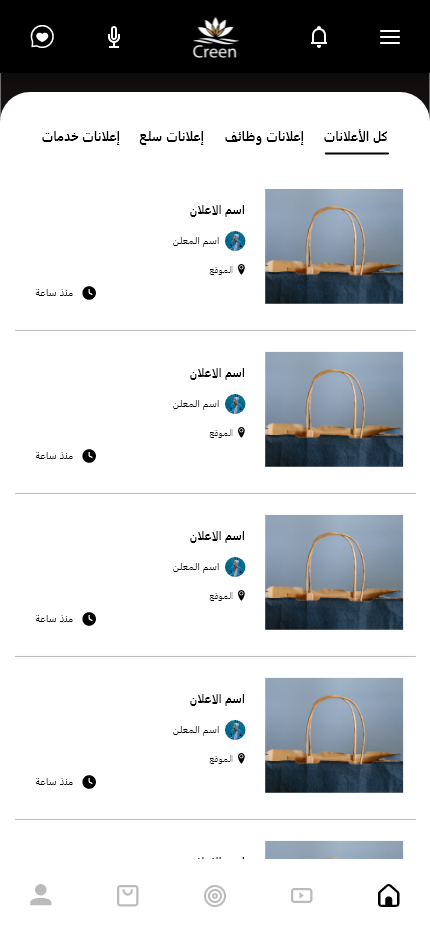 Creen
كل الأعلانات
إعلانات وظائف
إعلانات سلع
إعلانات خدمات
اسم الاعلان
اسم المعلن
الموقع
منذ ساعة
اسم الاعلان
اسم المعلن
الموقع
منذ ساعة
اسم الاعلان
اسم المعلن
الموقع
منذ ساعة
اسم الاعلان
اسم المعلن
الموقع
منذ ساعة